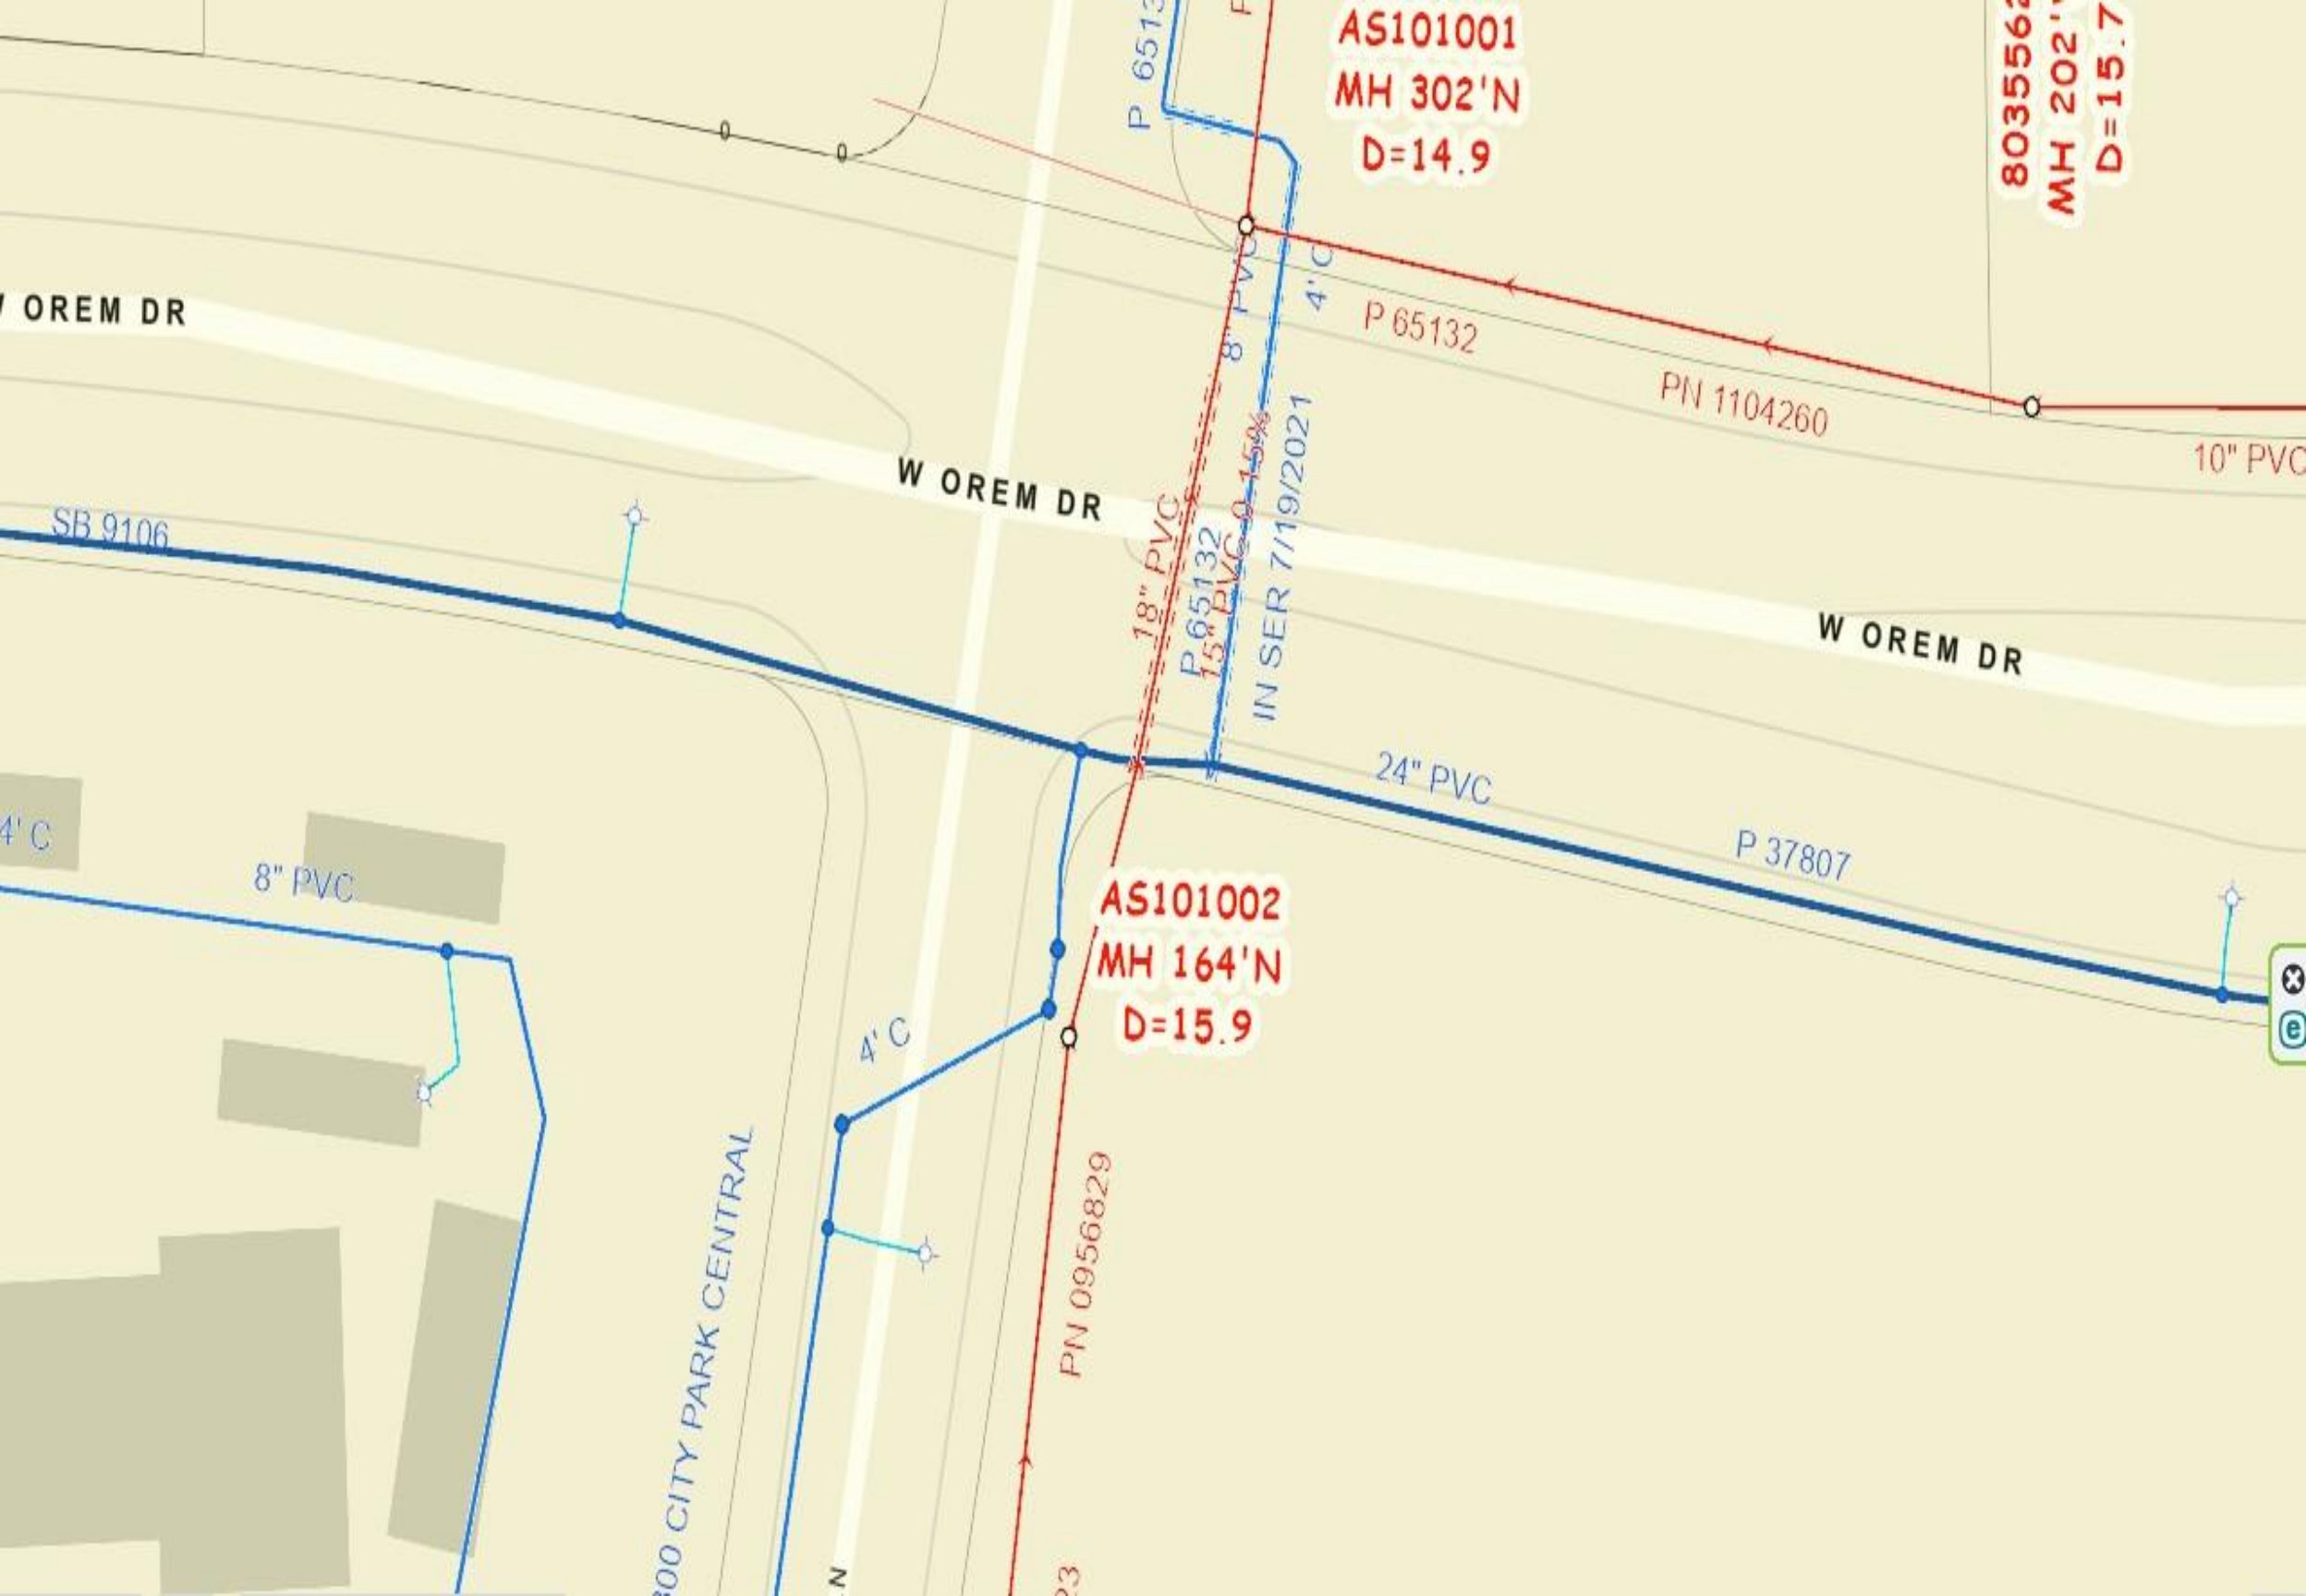 AS101001
MH 302'N
D=14.9
MH 202'
D=15.7
W OREM DR
8" PVC
4' C
P 65132
PN 1104260
10" PVC
W OREM DR
SB 9106
18" PVC
P 65132
15" PVC 0.15%
IN SER 7/19/2021
W OREM DR
24" PVC
P 37807
4' C
8" PVC
AS101002
MH 164'N
D=15.9
4' C
PN 0956829
CITY PARK CENTRAL
N